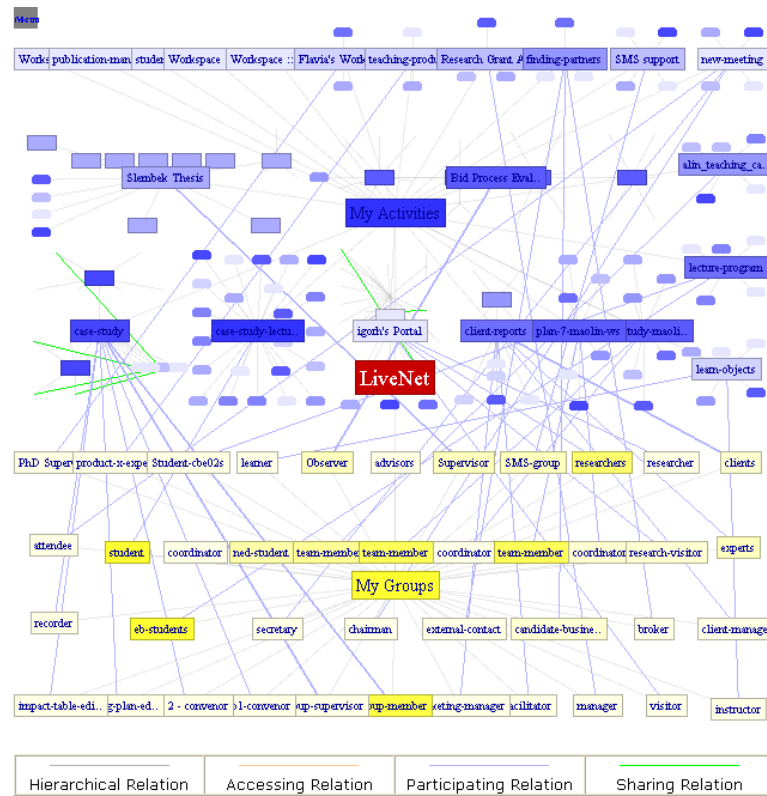 Menu
Works publication-man studen Workspace Workspace :: Flavia's Work teaching-produ Research Grant A finding-partners SMS support new-meeting
Slembek Thesis Bid Process Eval.. alin_teaching_ca..
My Activities
lecture-program
case-study case-study-lectu.. igorh's Portal client-reports plan-7-maolin-ws tudy-maoli..
LiveNet
learn-objects
PhD Superv product-x-expe Student-cbe02s learner Observer advisors Supervisor SMS-group researchers researcher clients
attendee student coordinator ned-student team-membe team-member coordinator team-member coordinator research-visitor experts
My Groups
recorder eb-students secretary chairman external-contact candidate-busine.. broker client-manage
impact-table-edi.. g-plan-ed.. 2 - convenor 1-convenor up-supervisor up-member keting-manager acilitator manager visitor instructor
Hierarchical Relation Accessing Relation Participating Relation Sharing Relation